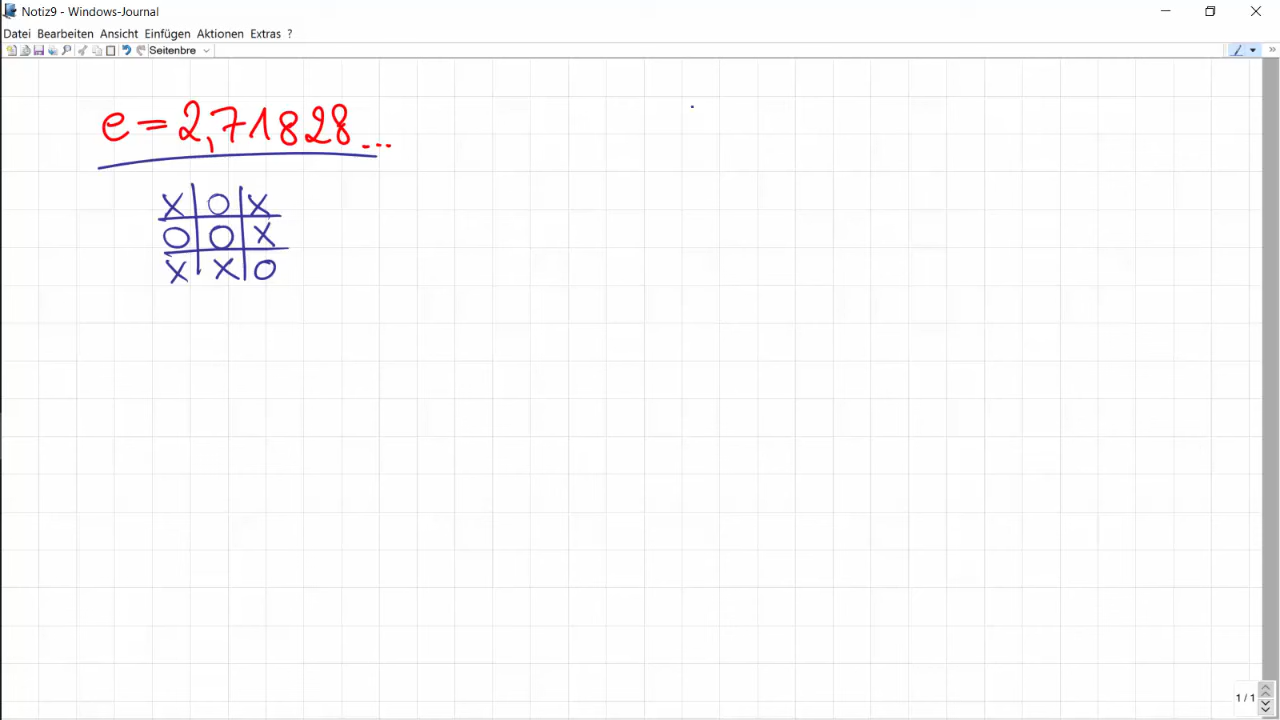 Notiz9 - Windows-Journal
Datei Bearbeiten Ansicht Einfügen Aktionen Extras ?
Seitenbre
e = 2,71828...
X O X
O O X
X X O
1 / 1